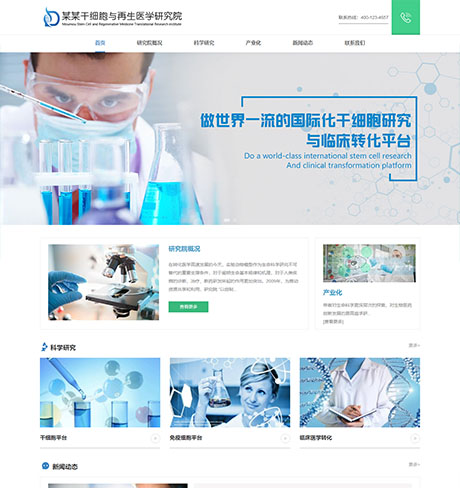 某某干细胞与再生医学研究院
Moumou Stem Cell and Regenerative Medicine Translational Research Institute
联系热线：400-123-4657
首页 研究院概况 科学研究 产业化 新闻动态 联系我们
做世界一流的国际化干细胞研究
与临床转化平台
Do a world-class international stem cell research
And clinical transformation platform
研究院概况
查看更多
产业化
[查看更多]
科学研究
更多+
干细胞平台
免疫细胞平台
临床医学转化
新闻动态
更多+